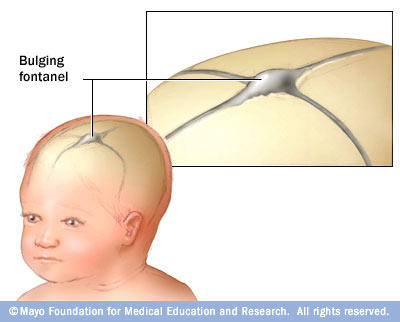 Bulging
fontanel
©Mayo Foundation for Medical Education and Research. All rights reserved.